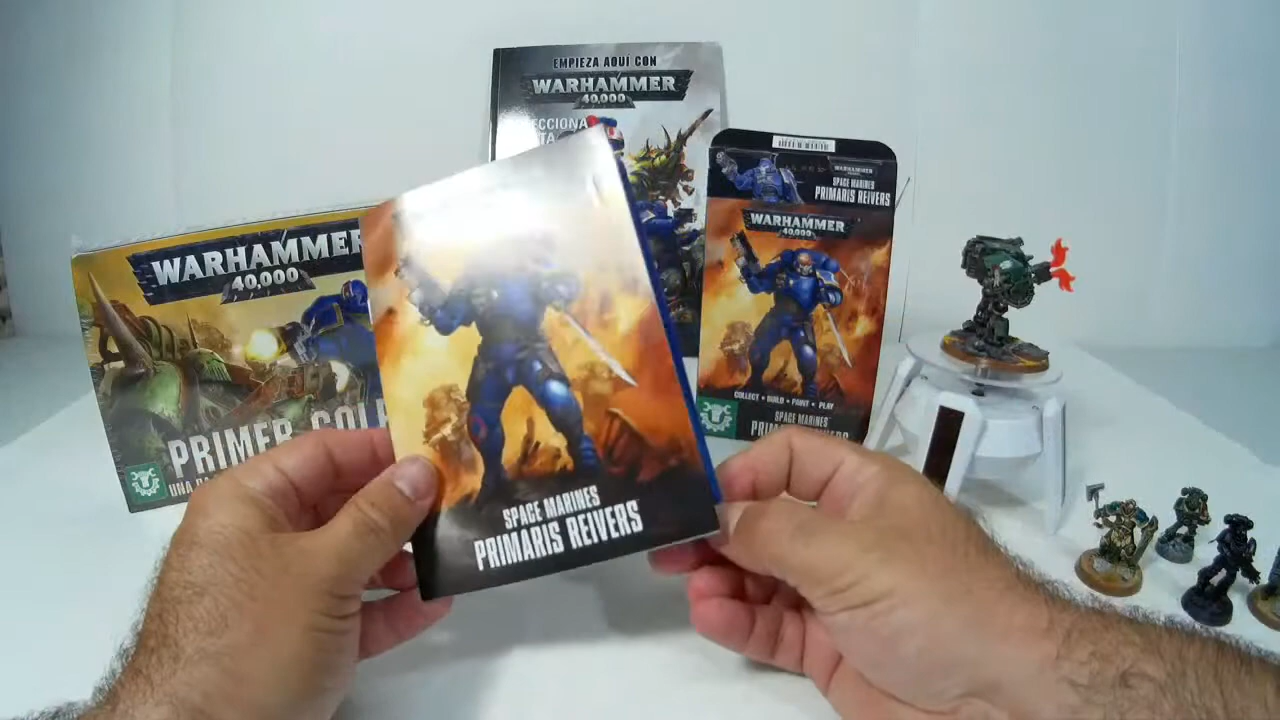 EMPIEZA AQUÍ CON
WARHAMMER
40,000
WARHAMMER
40,000
PRIMER COL
SPACE MARINES
PRIMARIS REIVERS
SPACE MARINES
PRIMARIS REIVERS
WARHAMMER
40,000
COLLECT • BUILD • PAINT • PLAY
SPACE MARINES